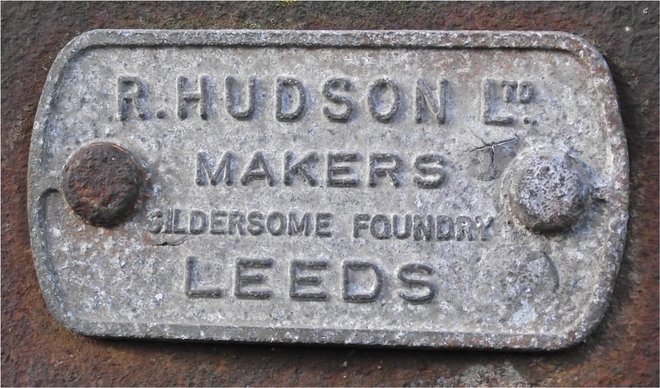 R. HUDSON LTD.
MAKERS
GILDERSOME FOUNDRY
LEEDS